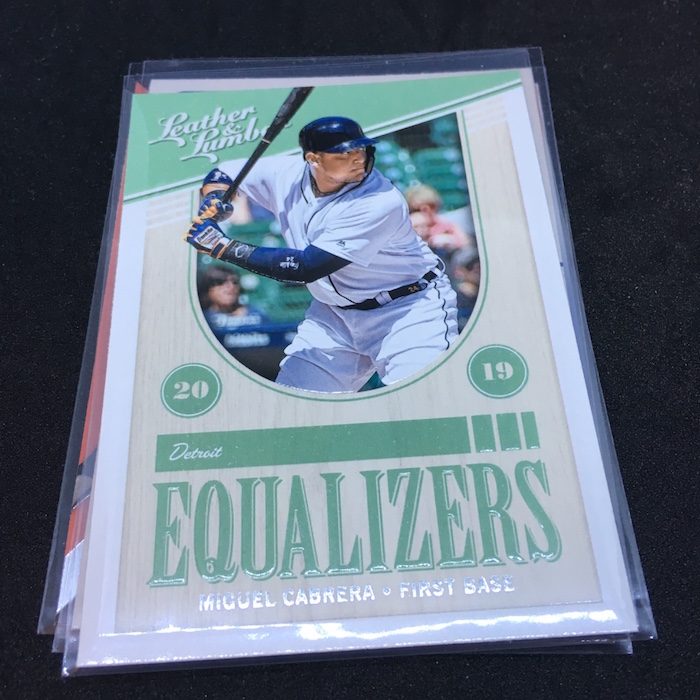 Leather &
Lumber
20 19
Detroit
EQUALIZERS
MIGUEL CABRERA • FIRST BASE